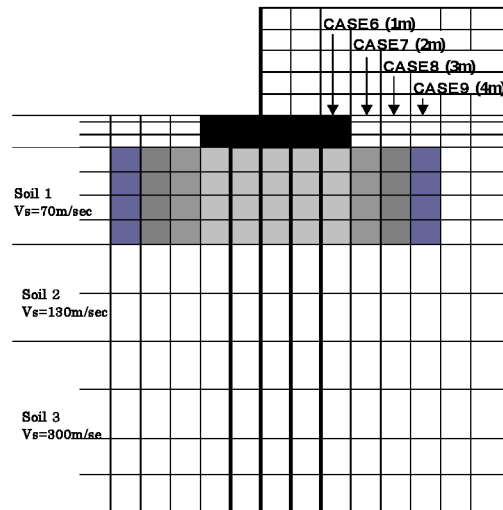 CASE6 (1m)
CASE7 (2m)
CASE8 (3m)
CASE9 (4m)
Soil 1
Vs=70m/sec
Soil 2
Vs=130m/sec
Soil 3
Vs=300m/se